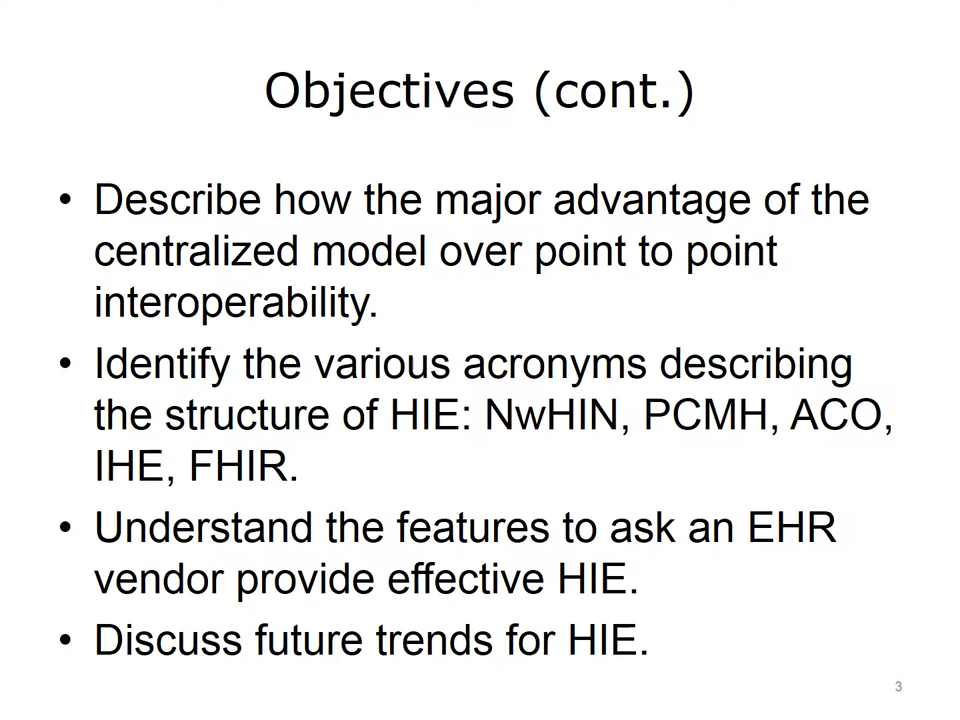 Objectives (cont.)
• Describe how the major advantage of the
centralized model over point to point
interoperability.
• Identify the various acronyms describing
the structure of HIE: NwHIN, PCMH, ACO,
IHE, FHIR.
• Understand the features to ask an EHR
vendor provide effective HIE.
• Discuss future trends for HIE.
3